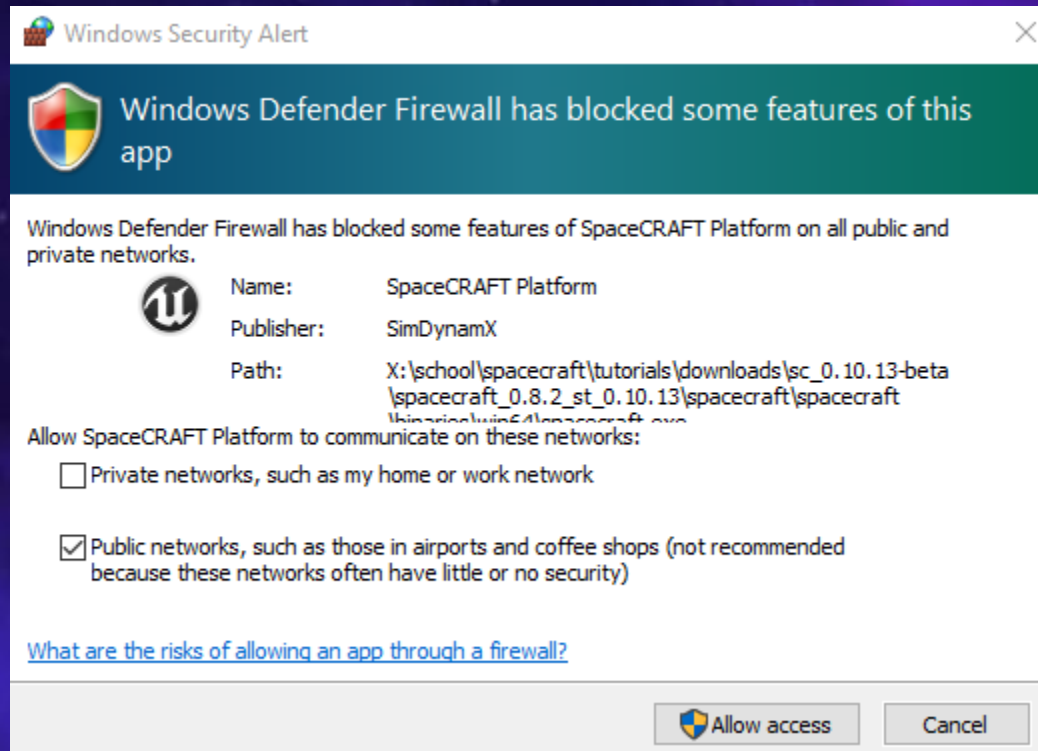 Windows Security Alert
Windows Defender Firewall has blocked some features of this
app
Windows Defender Firewall has blocked some features of SpaceCRAFT Platform on all public and
private networks.
Name: SpaceCRAFT Platform
Publisher: SimDynamX
Path: X:\school\spacecraft\tutorials\downloads\sc_0.10.13-beta
\spacecraft_0.8.2_st_0.10.13\spacecraft\spacecraft
\binaries\win64\spacecraft.exe
Allow SpaceCRAFT Platform to communicate on these networks:
Private networks, such as my home or work network
Public networks, such as those in airports and coffee shops (not recommended
because these networks often have little or no security)
What are the risks of allowing an app through a firewall?
Allow access Cancel